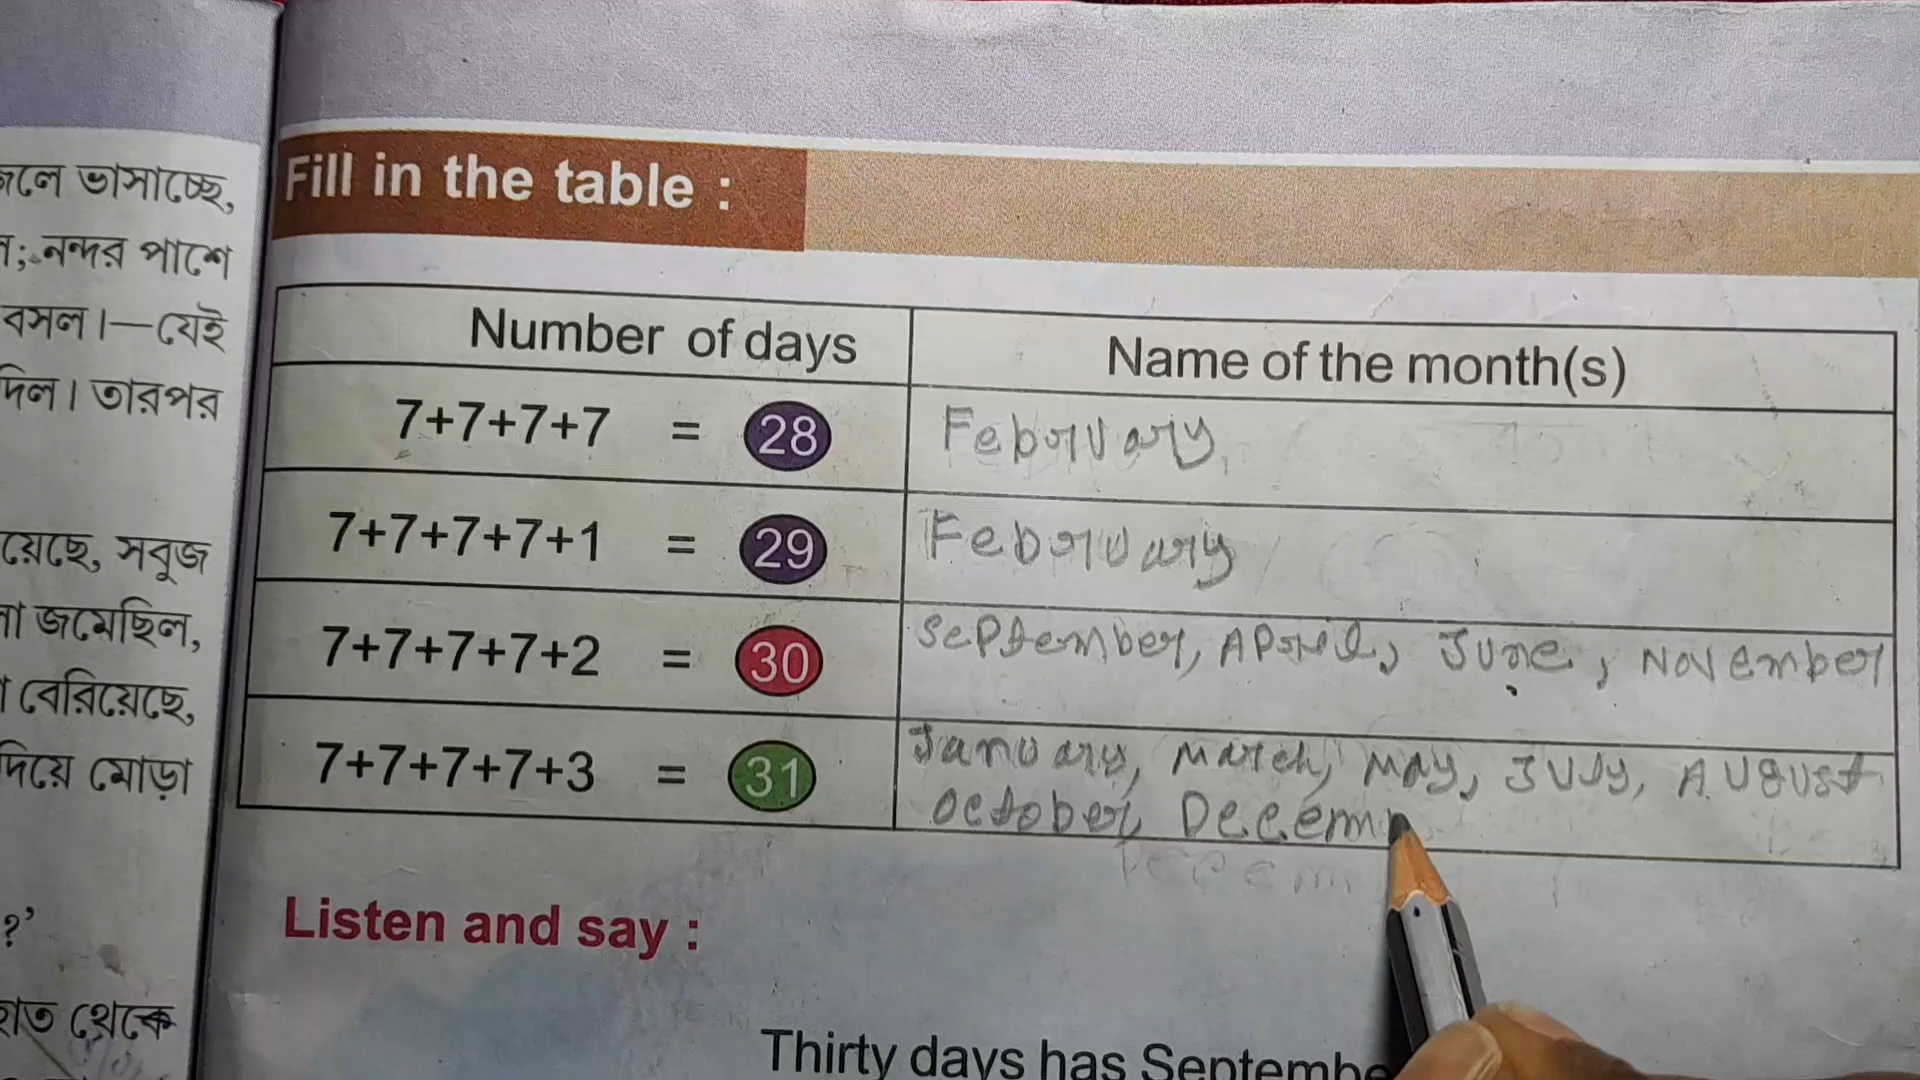 জলে ভাসাচ্ছে,
নন্দর পাশে
বসল।—যেই
দিল। তারপর
য়েছে, সবুজ
জমেছিল,
বেরিয়েছে,
দিয়ে মোড়া
?’
হাত থেকে
Fill in the table :
Number of days Name of the month(s)
7+7+7+7 = 28 February
7+7+7+7+1 = 29 February
7+7+7+7+2 = 30 September, April, June, November
7+7+7+7+3 = 31 January, March, May, July, August
October, Decem
Listen and say :
Thirty days has Septembe